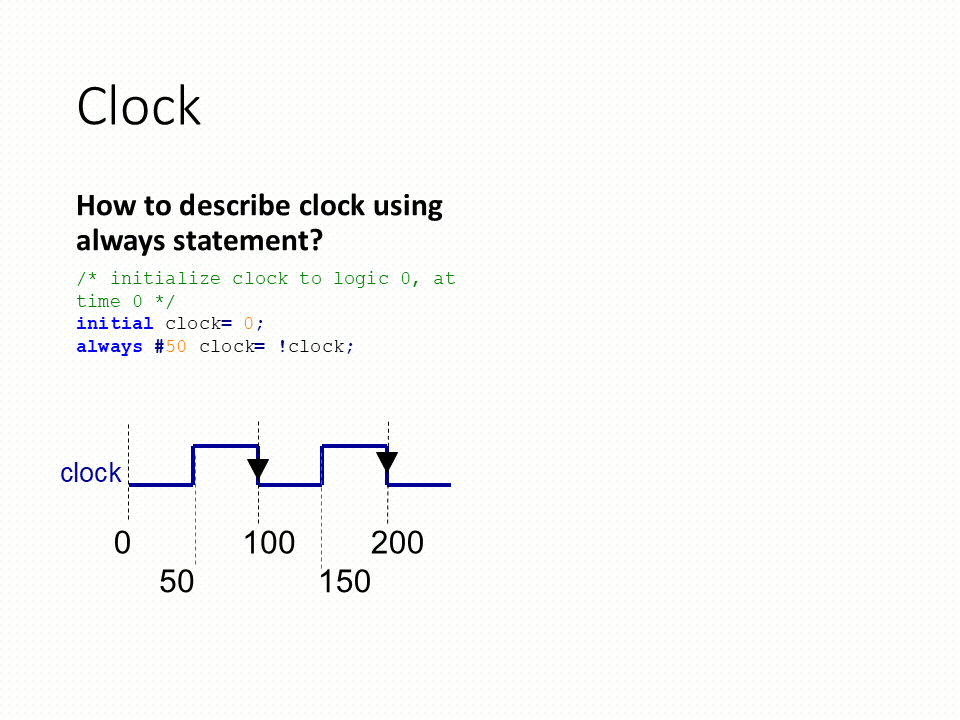 Clock
How to describe clock using
always statement?
/* initialize clock to logic 0, at
time 0 */
initial clock= 0;
always #50 clock= !clock;
clock
0 100 200
50 150